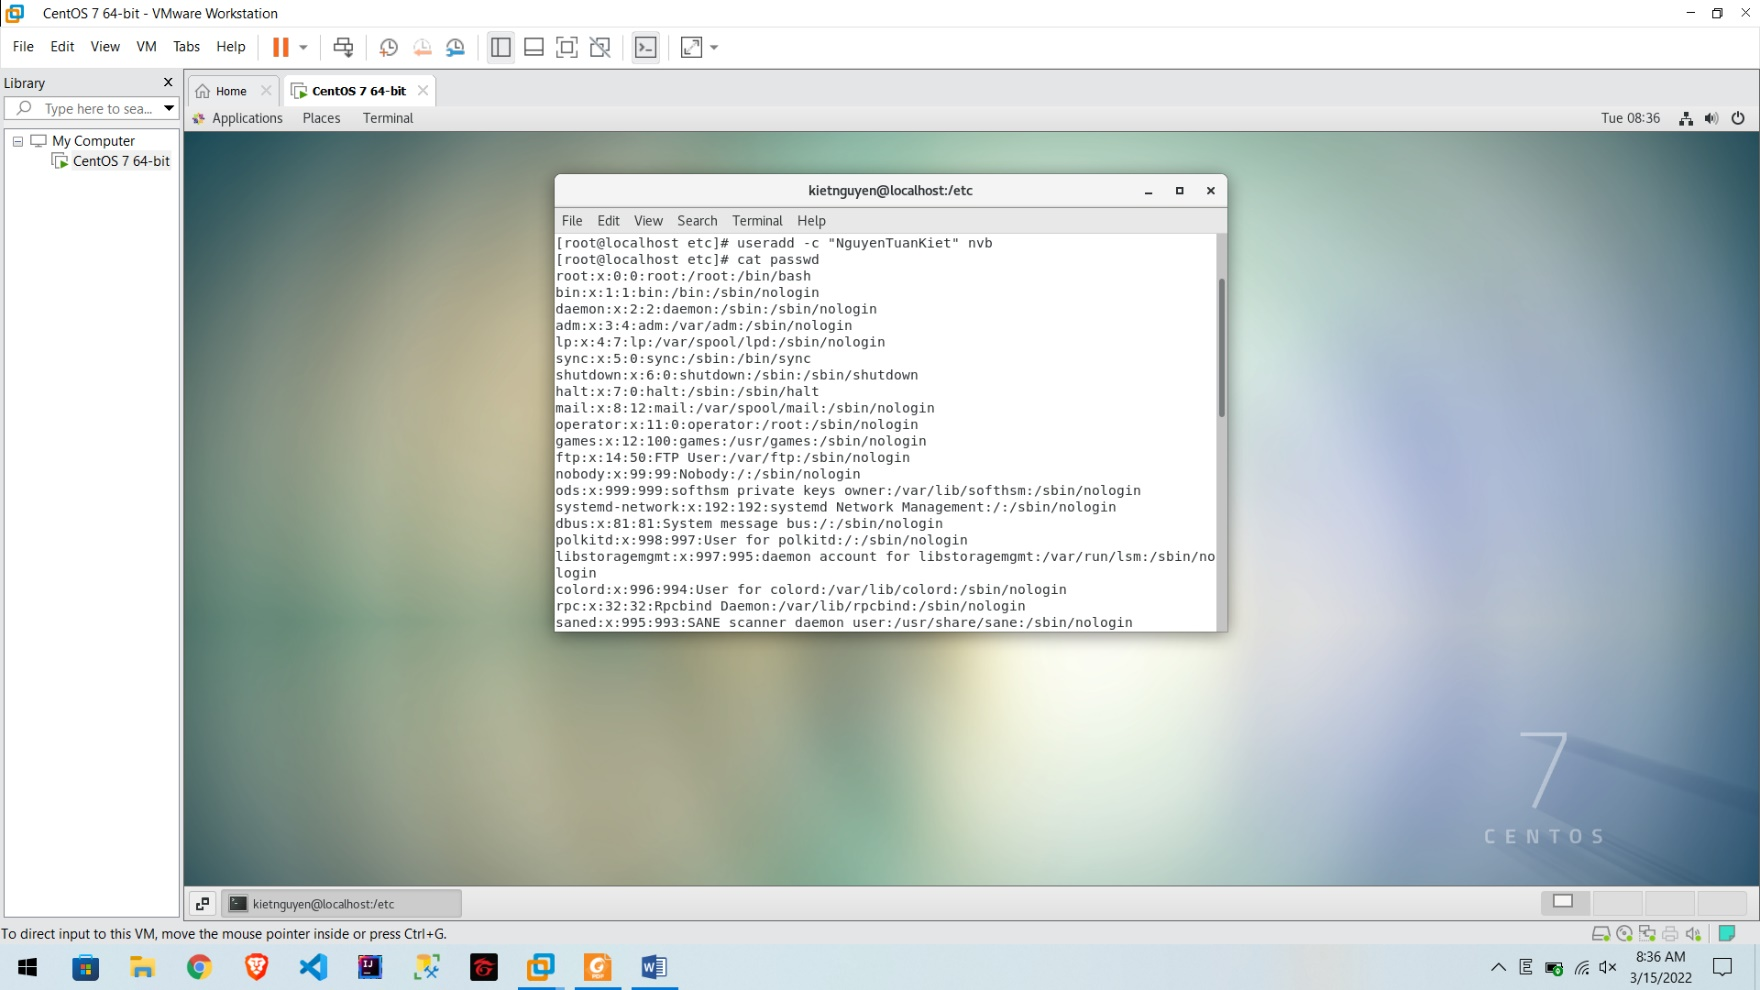 CentOS 7 64-bit - VMware Workstation
File Edit View VM Tabs Help
Library
Type here to sea...
My Computer
CentOS 7 64-bit
Home
CentOS 7 64-bit
Applications Places Terminal
Tue 08:36
kietnguyen@localhost:/etc
File Edit View Search Terminal Help
[root@localhost etc]# useradd -c "NguyenTuanKiet" nvb
[root@localhost etc]# cat passwd
root:x:0:0:root:/root:/bin/bash
bin:x:1:1:bin:/bin:/sbin/nologin
daemon:x:2:2:daemon:/sbin:/sbin/nologin
adm:x:3:4:adm:/var/adm:/sbin/nologin
lp:x:4:7:lp:/var/spool/lpd:/sbin/nologin
sync:x:5:0:sync:/sbin:/bin/sync
shutdown:x:6:0:shutdown:/sbin:/sbin/shutdown
halt:x:7:0:halt:/sbin:/sbin/halt
mail:x:8:12:mail:/var/spool/mail:/sbin/nologin
operator:x:11:0:operator:/root:/sbin/nologin
games:x:12:100:games:/usr/games:/sbin/nologin
ftp:x:14:50:FTP User:/var/ftp:/sbin/nologin
nobody:x:99:99:Nobody:/:/sbin/nologin
ods:x:999:999:softhsm private keys owner:/var/lib/softhsm:/sbin/nologin
systemd-network:x:192:192:systemd Network Management:/:/sbin/nologin
dbus:x:81:81:System message bus:/:/sbin/nologin
polkitd:x:998:997:User for polkitd:/:/sbin/nologin
libstoragemgmt:x:997:995:daemon account for libstoragemgmt:/var/run/lsm:/sbin/no
login
colord:x:996:994:User for colord:/var/lib/colord:/sbin/nologin
rpc:x:32:32:Rpcbind Daemon:/var/lib/rpcbind:/sbin/nologin
saned:x:995:993:SANE scanner daemon user:/usr/share/sane:/sbin/nologin
7
CENTOS
kietnguyen@localhost:/etc
To direct input to this VM, move the mouse pointer inside or press Ctrl+G.
8:36 AM
3/15/2022